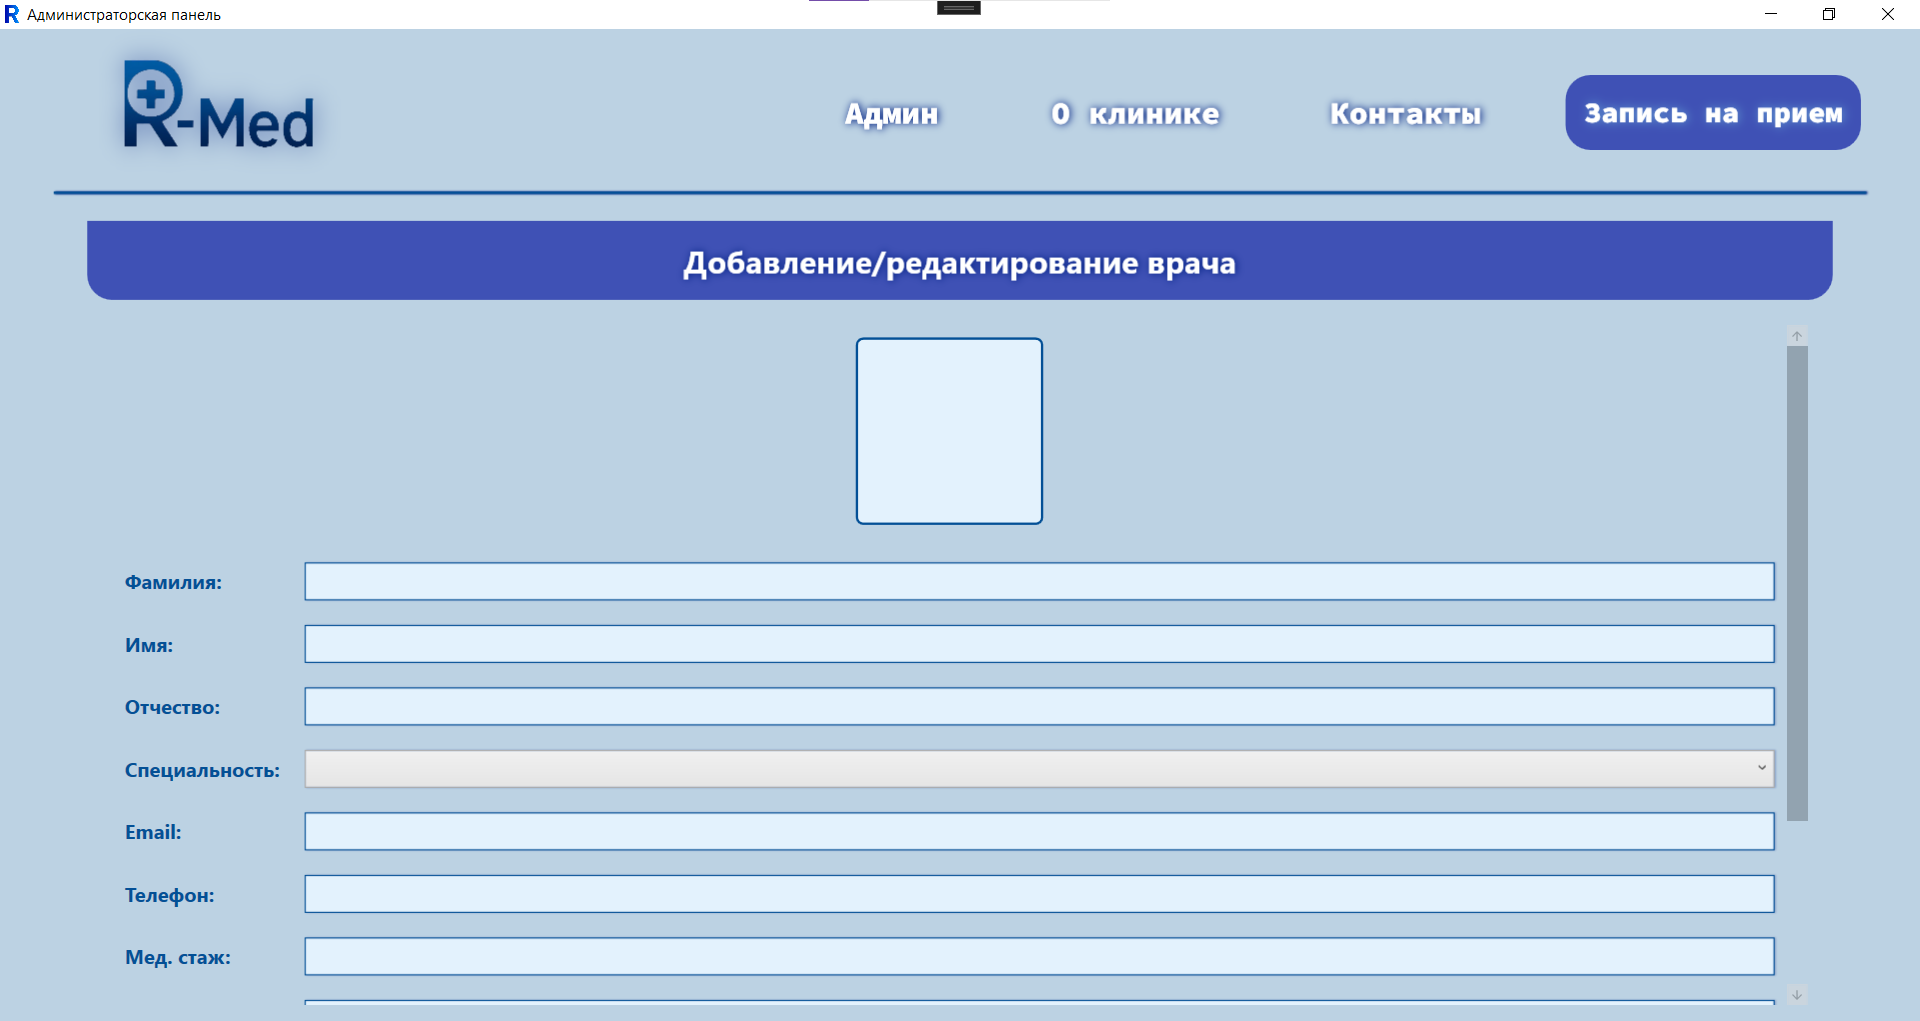 Администраторская панель
R-Med
Админ
О клинике
Контакты
Запись на прием
Добавление/редактирование врача
Фамилия:
Имя:
Отчество:
Специальность:
Email:
Телефон:
Мед. стаж: